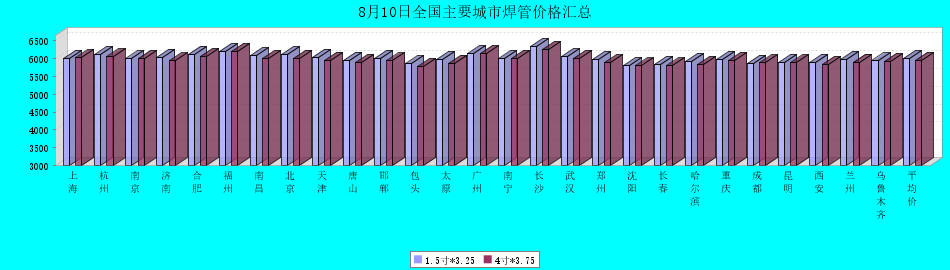 8月10日全国主要城市焊管价格汇总
6500
6000
5500
5000
4500
4000
3500
3000
上海
杭州
南京
济南
合肥
福州
南昌
北京
天津
唐山
邯郸
包头
太原
广州
南宁
长沙
武汉
郑州
沈阳
长春
哈尔滨
重庆
成都
昆明
西安
兰州
乌鲁木齐
平均价
1.5寸*3.25
4寸*3.75